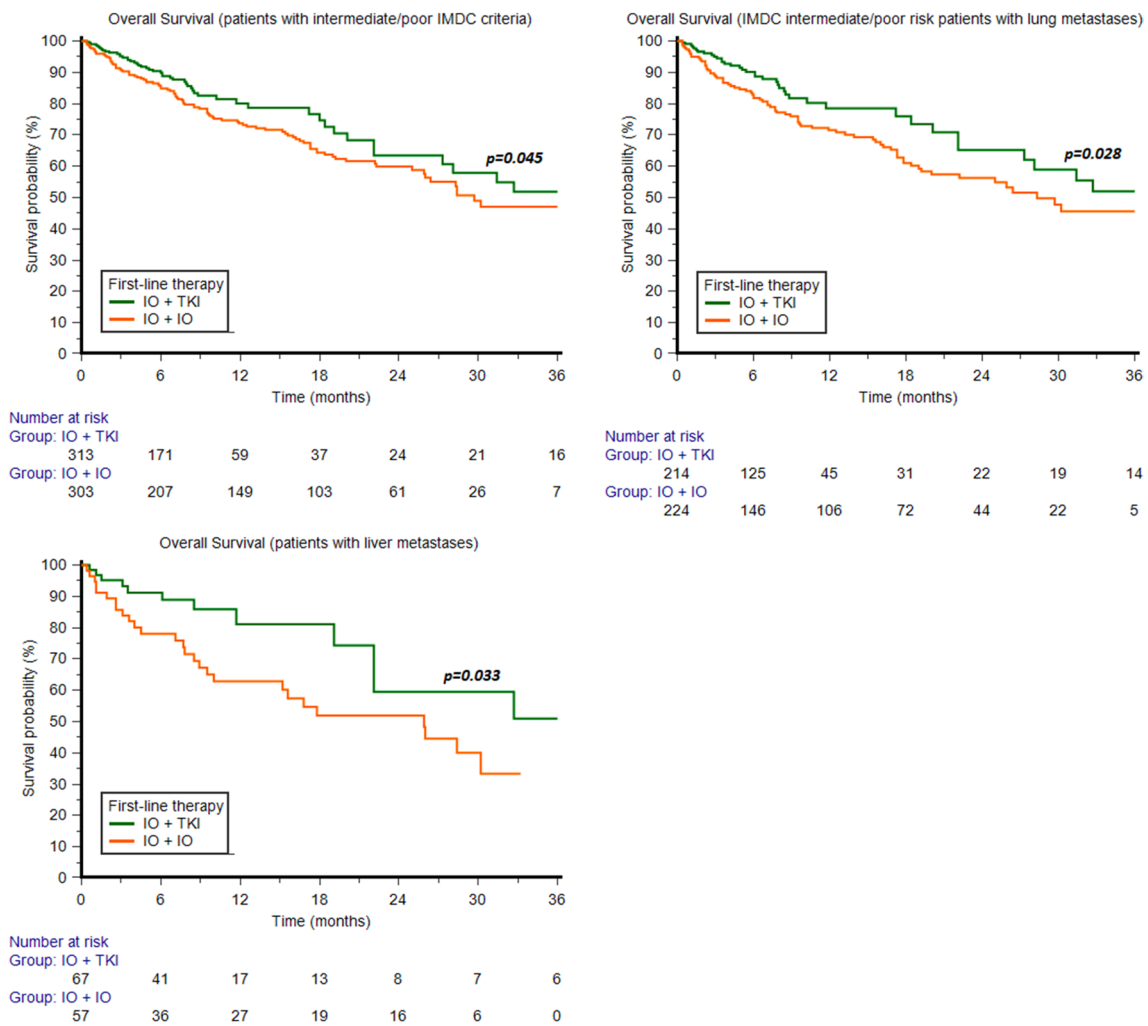 Overall Survival (patients with intermediate/poor IMDC criteria)
Survival probability (%)
100
90
80
70
60
50
40
30
20
10
0
p=0.045
First-line therapy
IO + TKI
IO + IO
0 6 12 18 24 30 36
Time (months)
Number at risk
Group: IO + TKI
313 171 59 37 24 21 16
Group: IO + IO
303 207 149 103 61 26 7
Overall Survival (IMDC intermediate/poor risk patients with lung metastases)
Survival probability (%)
100
90
80
70
60
50
40
30
20
10
0
p=0.028
First-line therapy
IO + TKI
IO + IO
0 6 12 18 24 30 36
Time (months)
Number at risk
Group: IO + TKI
214 125 45 31 22 19 14
Group: IO + IO
224 146 106 72 44 22 5
Overall Survival (patients with liver metastases)
Survival probability (%)
100
90
80
70
60
50
40
30
20
10
0
p=0.033
First-line therapy
IO + TKI
IO + IO
0 6 12 18 24 30 36
Time (months)
Number at risk
Group: IO + TKI
67 41 17 13 8 7 6
Group: IO + IO
57 36 27 19 16 6 0